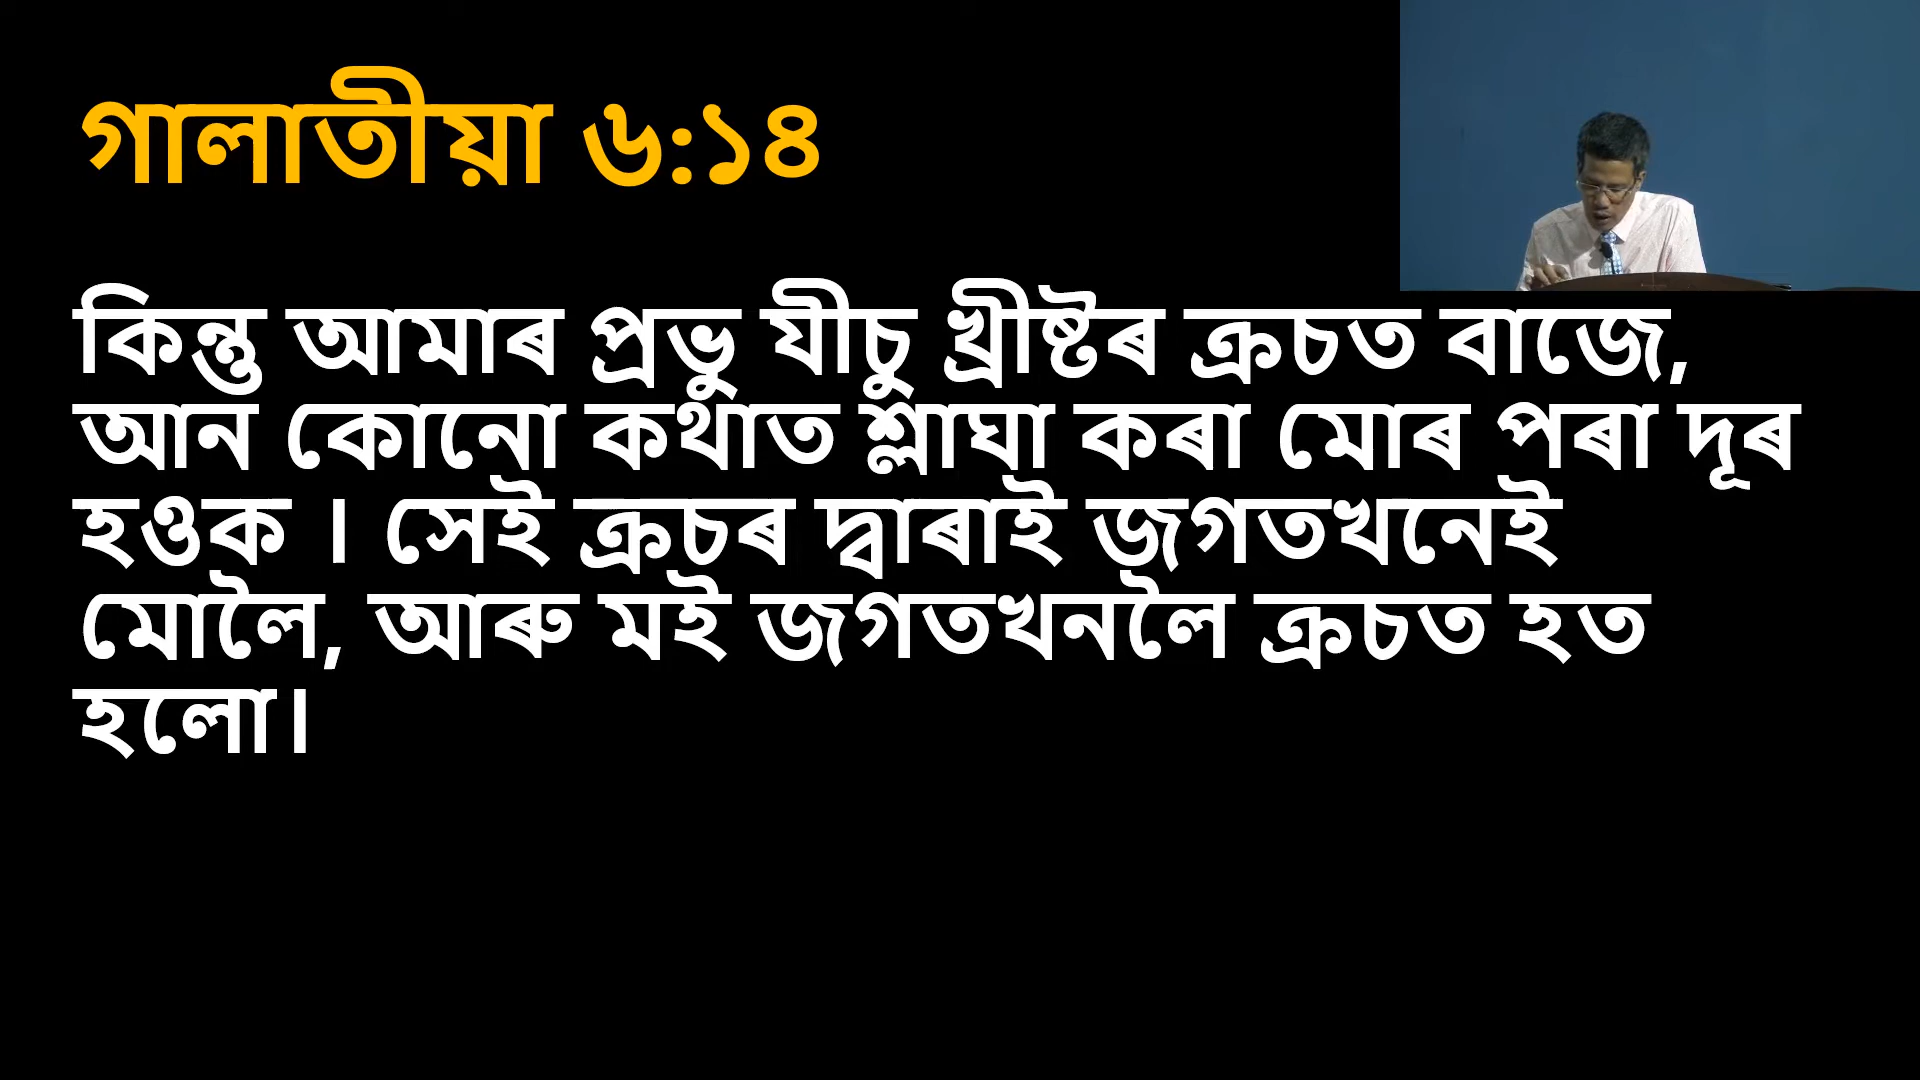 গালাতীয়া ৬:১৪
কিন্তু আমাৰ প্ৰভু যীচু খ্ৰীষ্টৰ ক্ৰচত বাজে,
আন কোনো কথাত শ্লাঘা কৰা মোৰ পৰা দূৰ
হওক । সেই ক্ৰচৰ দ্বাৰাই জগতখনেই
মোলৈ, আৰু মই জগতখনলৈ ক্ৰচত হত
হলো।